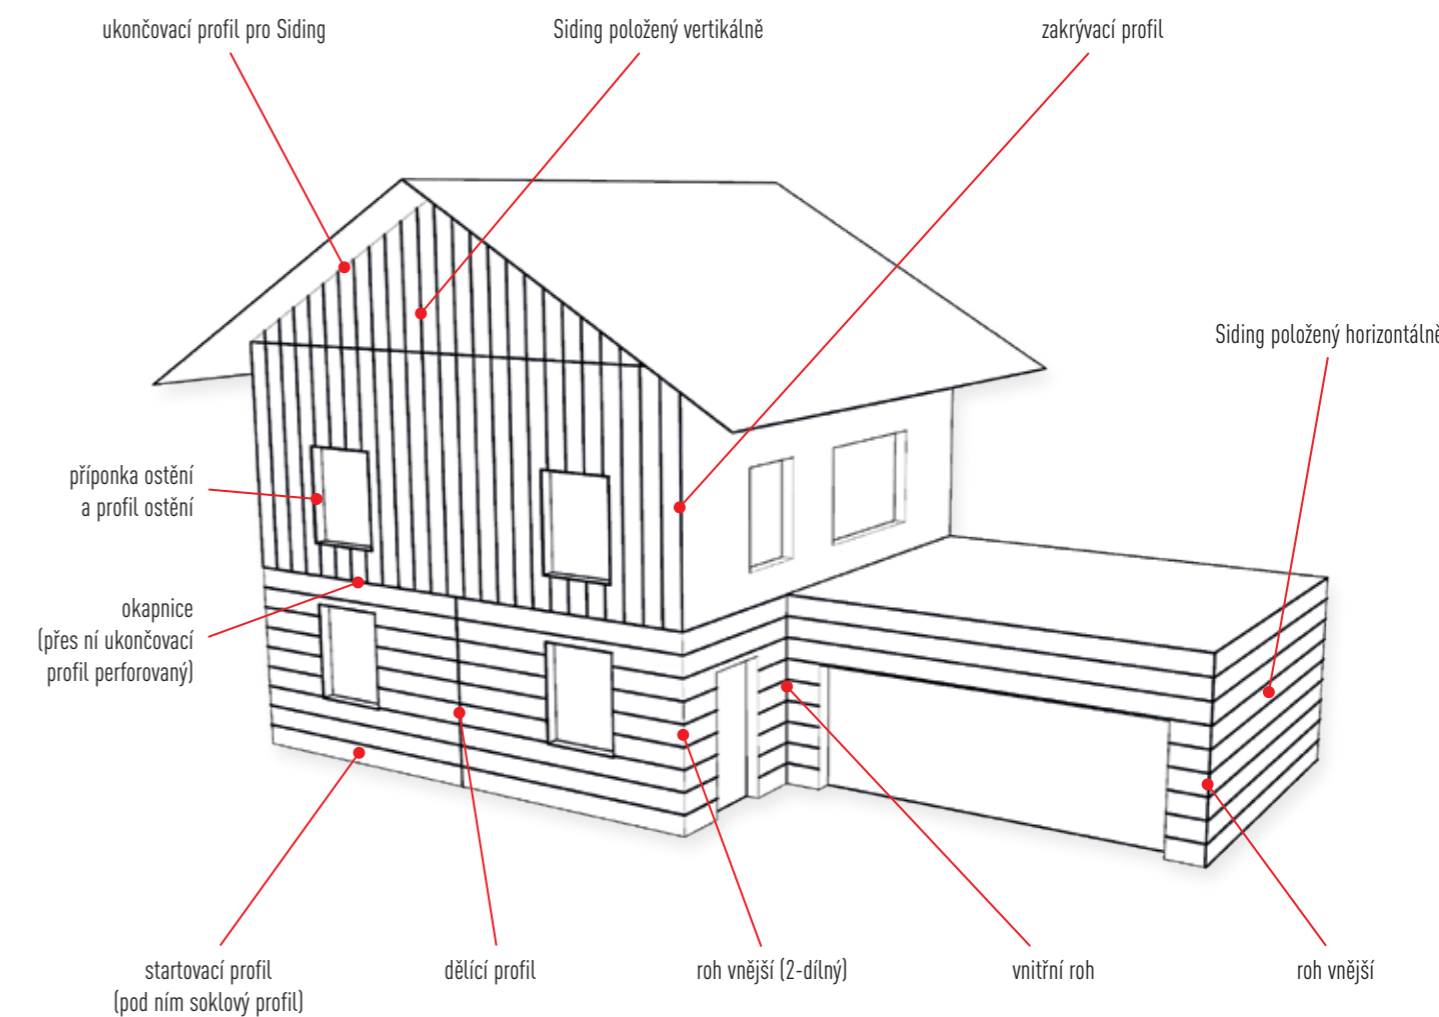 ukončovací profil pro Siding
Siding položený vertikálně
zakrývací profil
Siding položený horizontálně
příponka ostění
a profil ostění
okapnice
(přes ní ukončovací
profil perforovaný)
startovací profil
(pod ním soklový profil)
dělící profil
roh vnější (2-dílný)
vnitřní roh
roh vnější